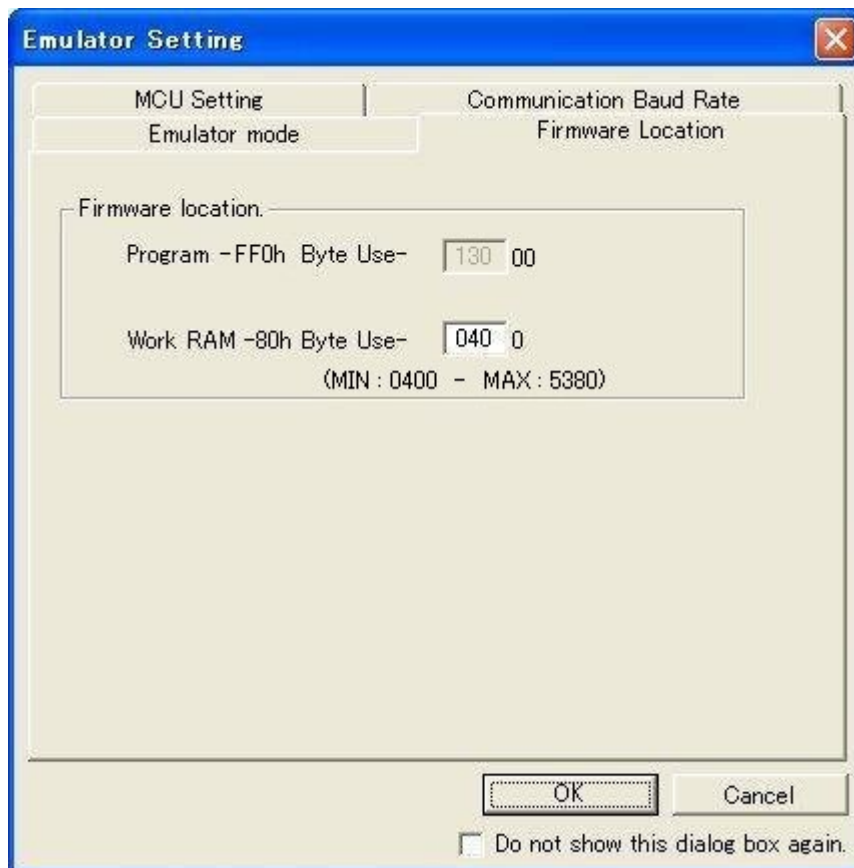 Emulator Setting
MCU Setting
Communication Baud Rate
Emulator mode
Firmware Location
Firmware location.
Program -FF0h Byte Use- 130 00
Work RAM -80h Byte Use- 040 0
(MIN : 0400 - MAX : 5380)
OK
Cancel
Do not show this dialog box again.